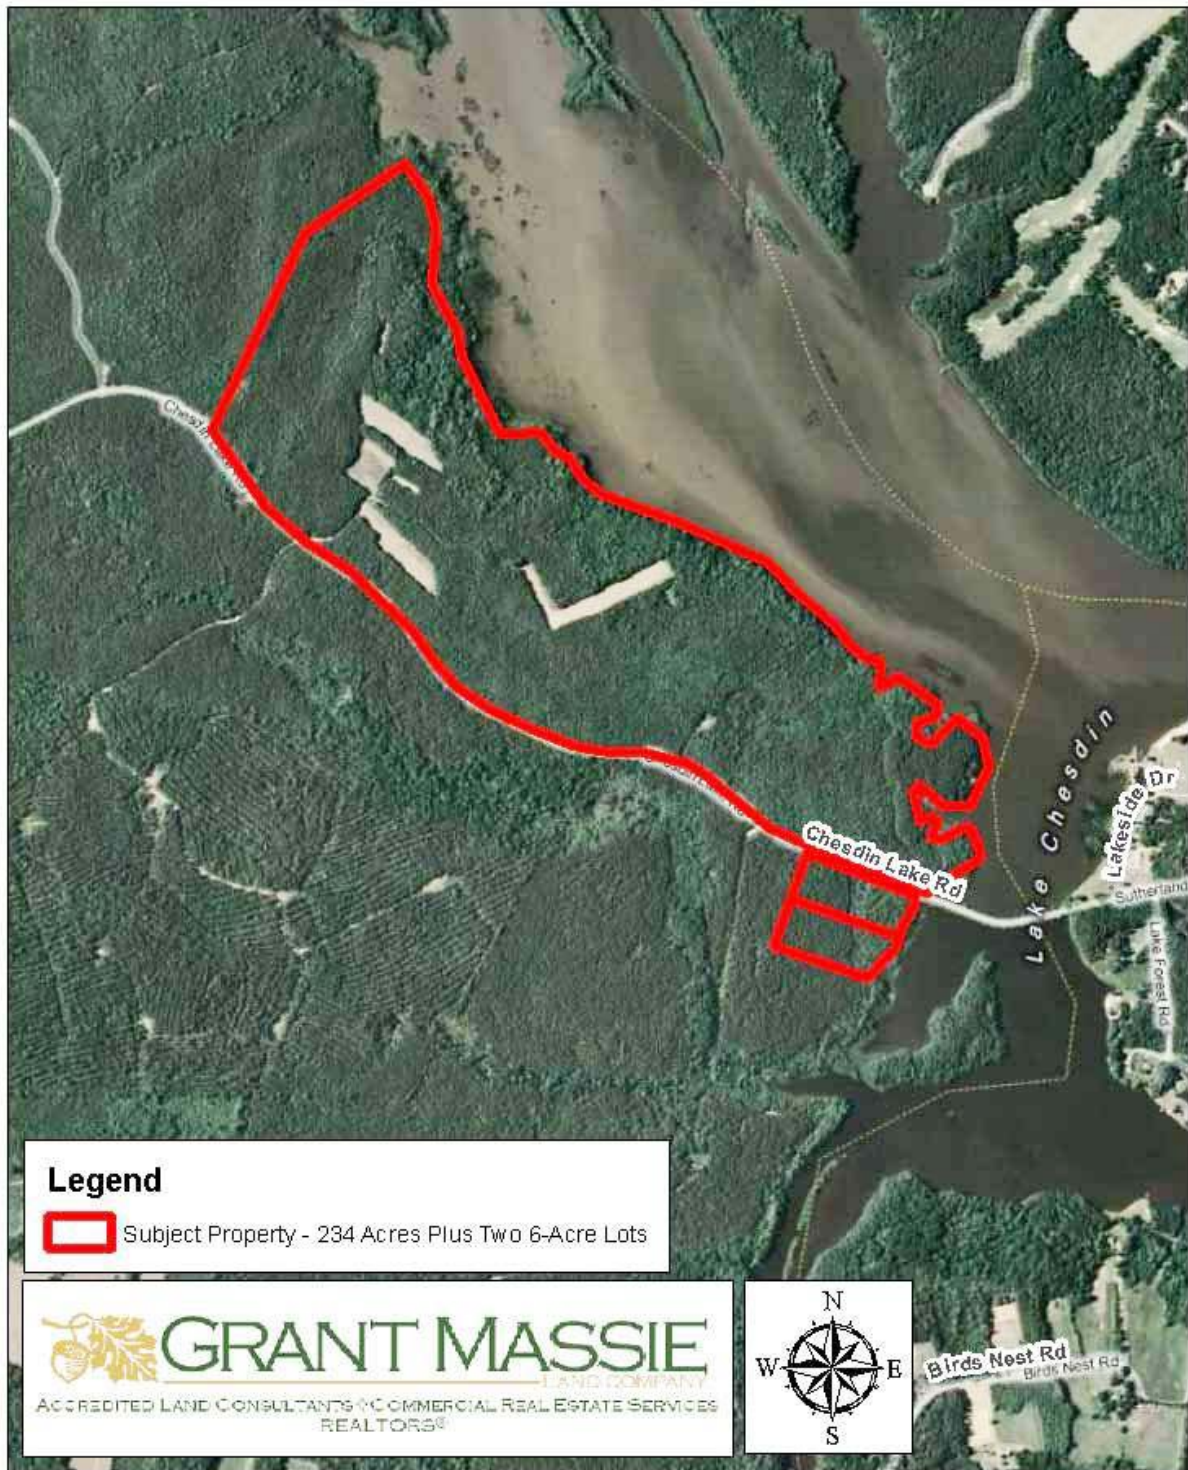 Chesdin Lake Rd
Chesdin Lake Rd
Lake Chesdin
Lakeside Dr
Sutherland
Lake Forest Rd
Legend
Subject Property - 234 Acres Plus Two 6-Acre Lots
GRANT MASSIE
LAND COMPANY
ACCREDITED LAND CONSULTANTS COMMERCIAL REAL ESTATE SERVICES
REALTORS®
N
W E
S
Birds Nest Rd
Birds Nest Rd